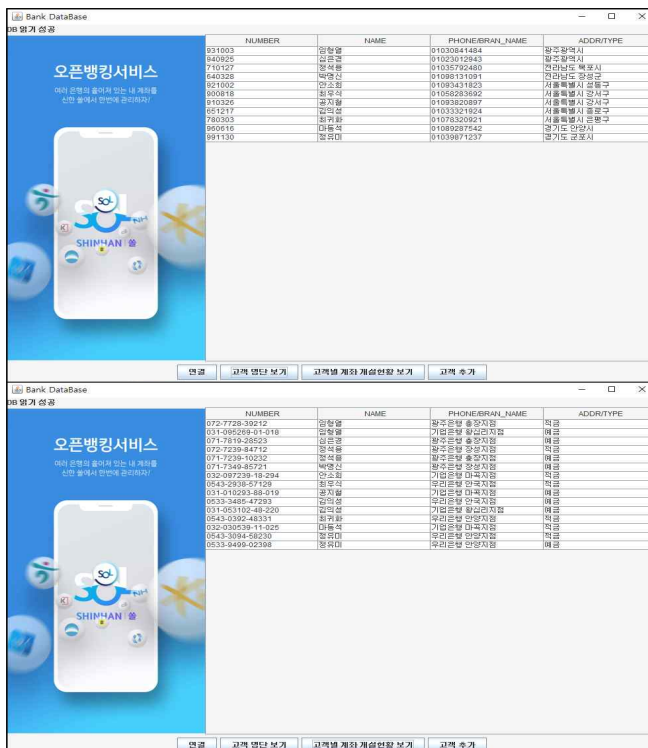 Bank DataBase
DB 열기 성공
NUMBER NAME PHONE/BRAN_NAME ADDR/TYPE
931003 임형열 01030841484 광주광역시
940925 심은경 01023012943 광주광역시
710127 정석용 01035792460 전라남도 목포시
640328 박명신 01098131091 전라남도 장성군
921002 안소희 01093431823 서울특별시 성동구
900818 최우식 01058283692 서울특별시 강서구
910326 공지철 01093820897 서울특별시 강서구
651217 김의성 01033321924 서울특별시 종로구
780303 최귀화 01078320921 서울특별시 은평구
960616 마동석 01089287542 경기도 안양시
991130 정유미 01039871237 경기도 군포시
오픈뱅킹서비스
여러 은행의 흩어져 있는 내 계좌를
신한 쏠에서 한번에 관리하자!
SOL
NH
SHINHAN 쏠
연결 고객 명단 보기 고객별 계좌 개설현황 보기 고객 추가
Bank DataBase
DB 열기 성공
NUMBER NAME PHONE/BRAN_NAME ADDR/TYPE
072-7728-39212 임형열 광주은행 충장지점 적금
031-095269-01-018 임형열 기업은행 왕십리지점 예금
071-7819-28523 심은경 광주은행 충장지점 예금
072-7239-84712 정석용 광주은행 장성지점 적금
071-7239-10232 정석용 광주은행 충장지점 예금
071-7349-85721 박명신 광주은행 장성지점 예금
032-097239-18-294 안소희 기업은행 마곡지점 적금
0543-2938-57129 최우식 우리은행 안국지점 적금
031-010293-88-019 공지철 기업은행 마곡지점 예금
0533-3485-47293 김의성 우리은행 안국지점 예금
031-053102-48-220 김의성 기업은행 왕십리지점 예금
0543-0392-48331 최귀화 우리은행 안양지점 적금
032-030539-11-025 마동석 기업은행 마곡지점 적금
0543-3094-58230 정유미 우리은행 안양지점 적금
0533-9499-02398 정유미 우리은행 안양지점 예금
오픈뱅킹서비스
여러 은행의 흩어져 있는 내 계좌를
신한 쏠에서 한번에 관리하자!
SOL
NH
SHINHAN 쏠
연결 고객 명단 보기 고객별 계좌 개설현황 보기 고객 추가